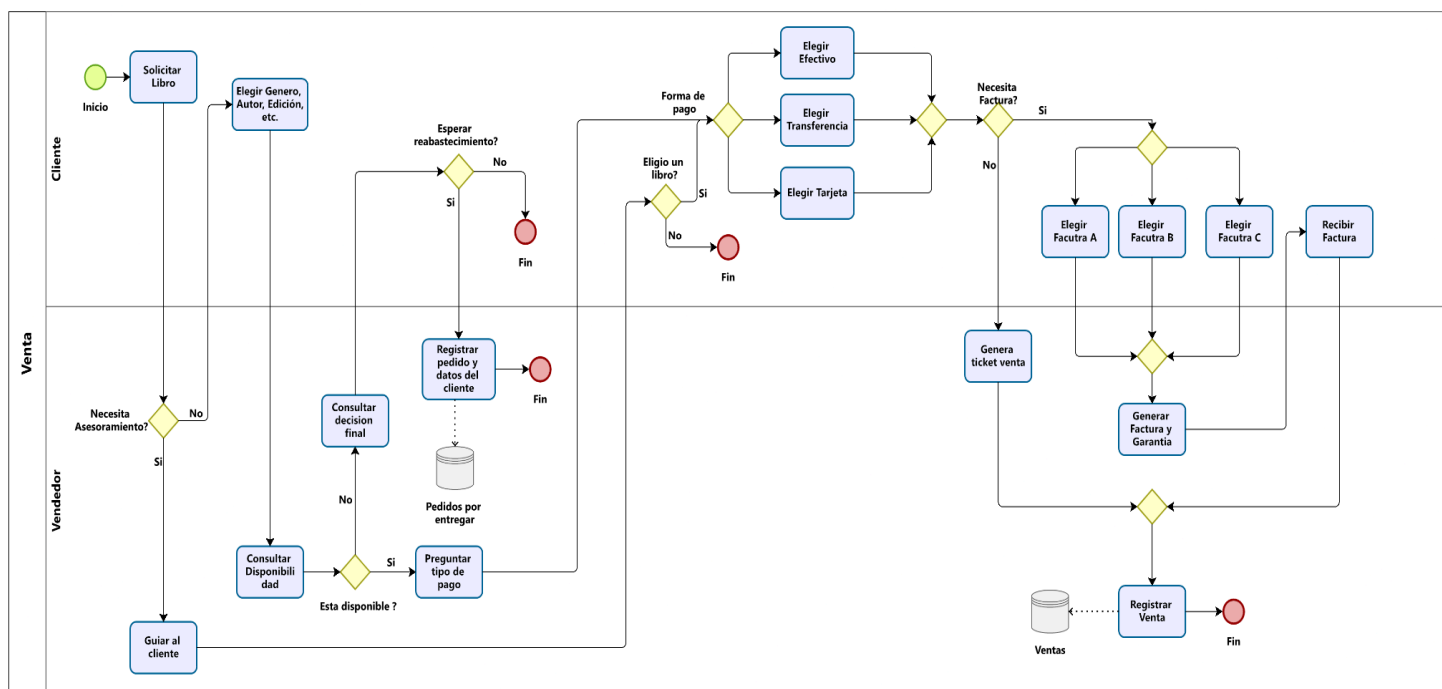 Venta
Cliente
Vendedor
Inicio
Solicitar
Libro
Elegir Genero,
Autor, Edición,
etc.
Necesita
Asesoramiento?
No
Si
Guiar al
cliente
Consultar
Disponibili
dad
Esta disponible ?
No
Si
Consultar
decision
final
Preguntar
tipo de
pago
Esperar
reabastecimiento?
No
Si
Fin
Registrar
pedido y
datos del
cliente
Fin
Pedidos por
entregar
Eligio un
libro?
Si
No
Fin
Forma de
pago
Elegir
Efectivo
Elegir
Transferencia
Elegir Tarjeta
Necesita
Factura?
Si
No
Elegir
Facutra A
Elegir
Facutra B
Elegir
Facutra C
Recibir
Factura
Genera
ticket venta
Generar
Factura y
Garantia
Registrar
Venta
Ventas
Fin